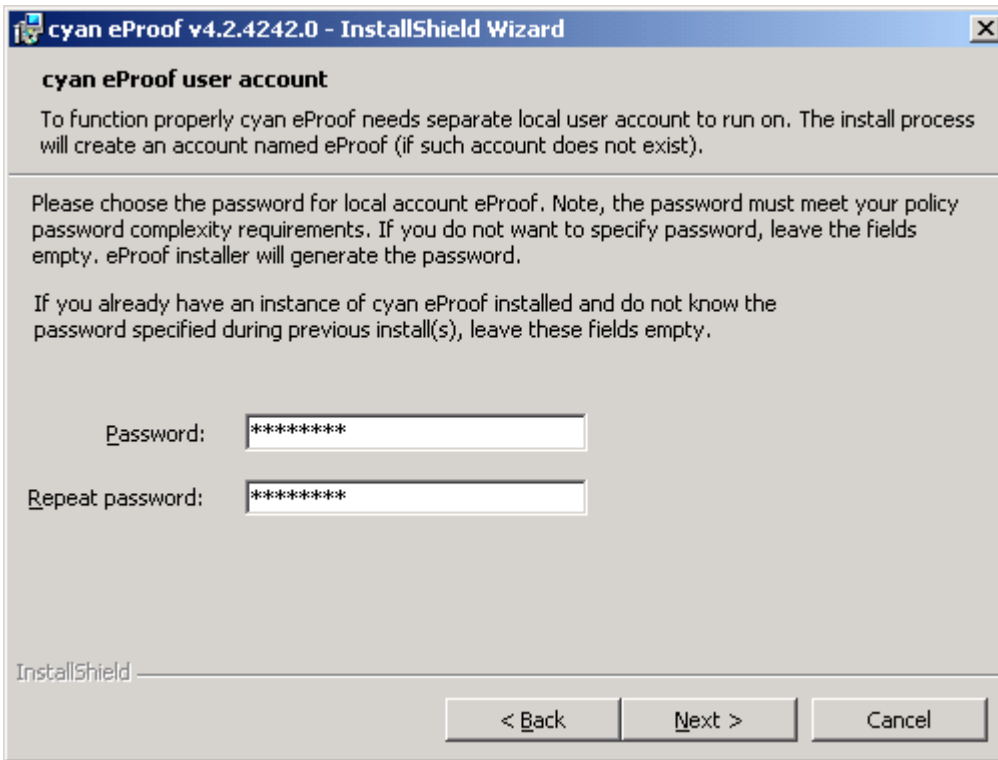 cyan eProof v4.2.4242.0 - InstallShield Wizard
cyan eProof user account
To function properly cyan eProof needs separate local user account to run on. The install process
will create an account named eProof (if such account does not exist).
Please choose the password for local account eProof. Note, the password must meet your policy
password complexity requirements. If you do not want to specify password, leave the fields
empty. eProof installer will generate the password.
If you already have an instance of cyan eProof installed and do not know the
password specified during previous install(s), leave these fields empty.
Password: ********
Repeat password: ********
InstallShield
< Back Next > Cancel